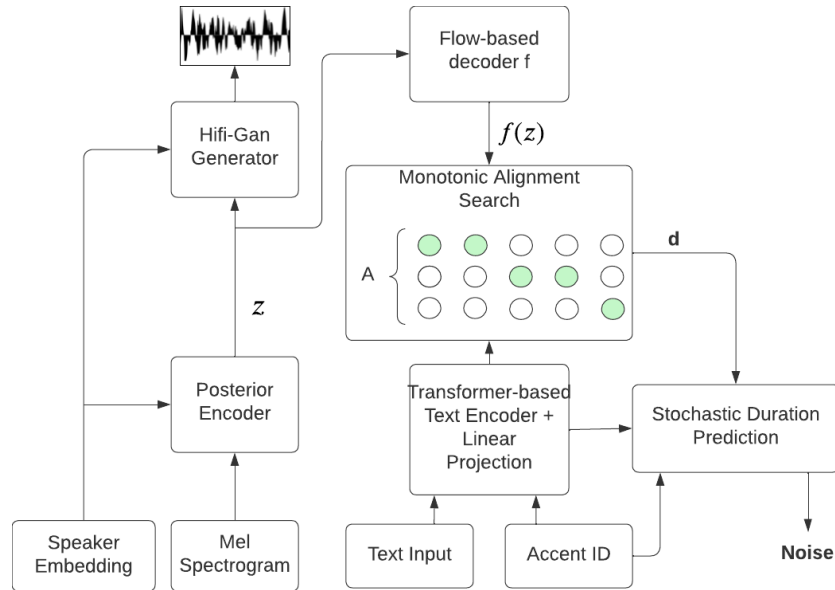 Flow-based
decoder f
Hifi-Gan
Generator
f(z)
Monotonic Alignment
Search
A
d
z
Posterior
Encoder
Transformer-based
Text Encoder +
Linear
Projection
Stochastic Duration
Prediction
Speaker
Embedding
Mel
Spectrogram
Text Input
Accent ID
Noise